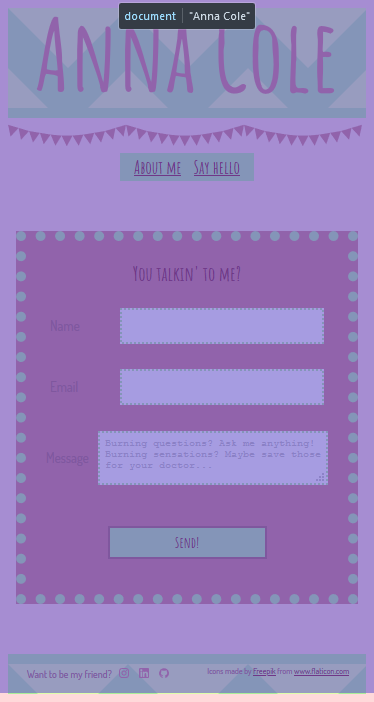 document "Anna Cole"
Anna Cole
About me Say hello
You talkin' to me?
Name
Email
Message
Burning questions? Ask me anything!
Burning sensations? Maybe save those
for your doctor...
Send!
Want to be my friend?
Icons made by Freepik from www.flaticon.com